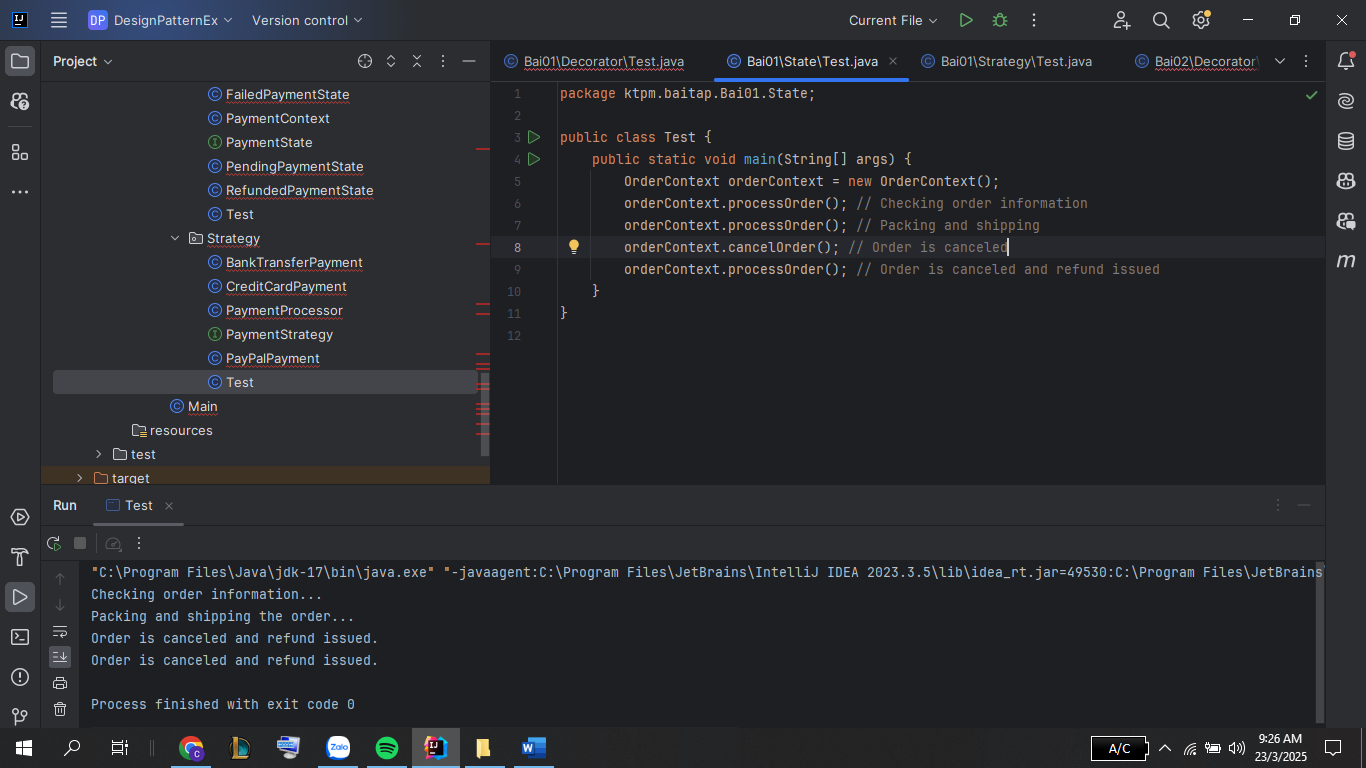 DP DesignPatternEx Version control Current File
Project
Bai01\Decorator\Test.java Bai01\State\Test.java Bai01\Strategy\Test.java Bai02\Decorator\
FailedPaymentState
PaymentContext
PaymentState
PendingPaymentState
RefundedPaymentState
Test
Strategy
BankTransferPayment
CreditCardPayment
PaymentProcessor
PaymentStrategy
PayPalPayment
Test
Main
resources
test
target
1 package ktpm.baitap.Bai01.State;
2
3 public class Test {
4 public static void main(String[] args) {
5 OrderContext orderContext = new OrderContext();
6 orderContext.processOrder(); // Checking order information
7 orderContext.processOrder(); // Packing and shipping
8 orderContext.cancelOrder(); // Order is canceled
9 orderContext.processOrder(); // Order is canceled and refund issued
10 }
11 }
12
Run Test
"C:\Program Files\Java\jdk-17\bin\java.exe" "-javaagent:C:\Program Files\JetBrains\IntelliJ IDEA 2023.3.5\lib\idea_rt.jar=49530:C:\Program Files\JetBrains
Checking order information...
Packing and shipping the order...
Order is canceled and refund issued.
Order is canceled and refund issued.
Process finished with exit code 0
Zalo
A/C
9:26 AM
23/3/2025